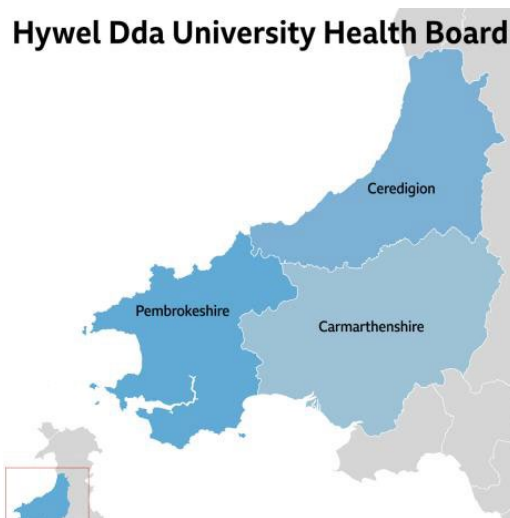 Hywel Dda University Health Board
Ceredigion
Pembrokeshire
Carmarthenshire